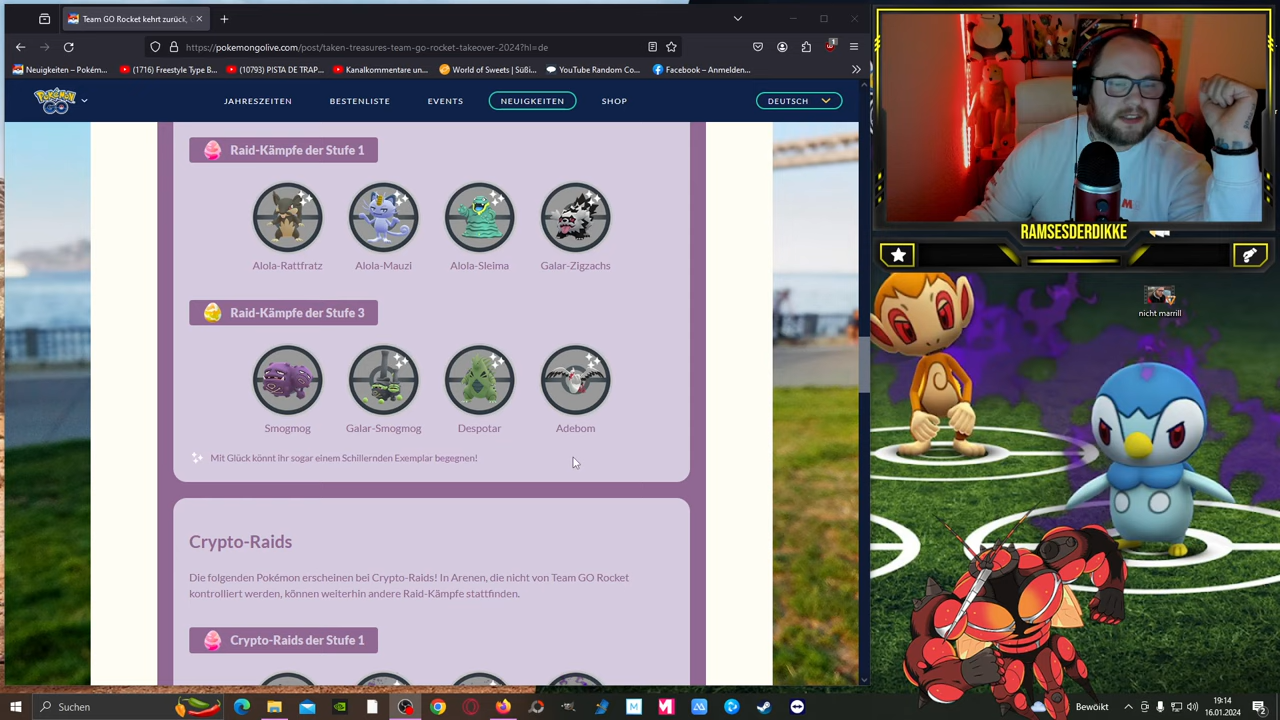 Team GO Rocket kehrt zurück, 
https://pokemongolive.com/post/taken-treasures-team-go-rocket-takeover-2024?hl=de
Neuigkeiten – Pokém... (1716) Freestyle Type B... (10793) PISTA DE TRAP... Kanalkommentare un... World of Sweets | Süßi... YouTube Random Co... Facebook – Anmelden...
Pokémon GO
JAHRESZEITEN BESTENLISTE EVENTS NEUIGKEITEN SHOP DEUTSCH
Raid-Kämpfe der Stufe 1
Alola-Rattfratz Alola-Mauzi Alola-Sleima Galar-Zigzachs
Raid-Kämpfe der Stufe 3
Smogmog Galar-Smogmog Despotar Adebom
Mit Glück könnt ihr sogar einem Schillernden Exemplar begegnen!
Crypto-Raids
Die folgenden Pokémon erscheinen bei Crypto-Raids! In Arenen, die nicht von Team GO Rocket
kontrolliert werden, können weiterhin andere Raid-Kämpfe stattfinden.
Crypto-Raids der Stufe 1
RAMSESDERDIKKE
nicht marrill
Suchen
Bewölkt
19:14
16.01.2024
2